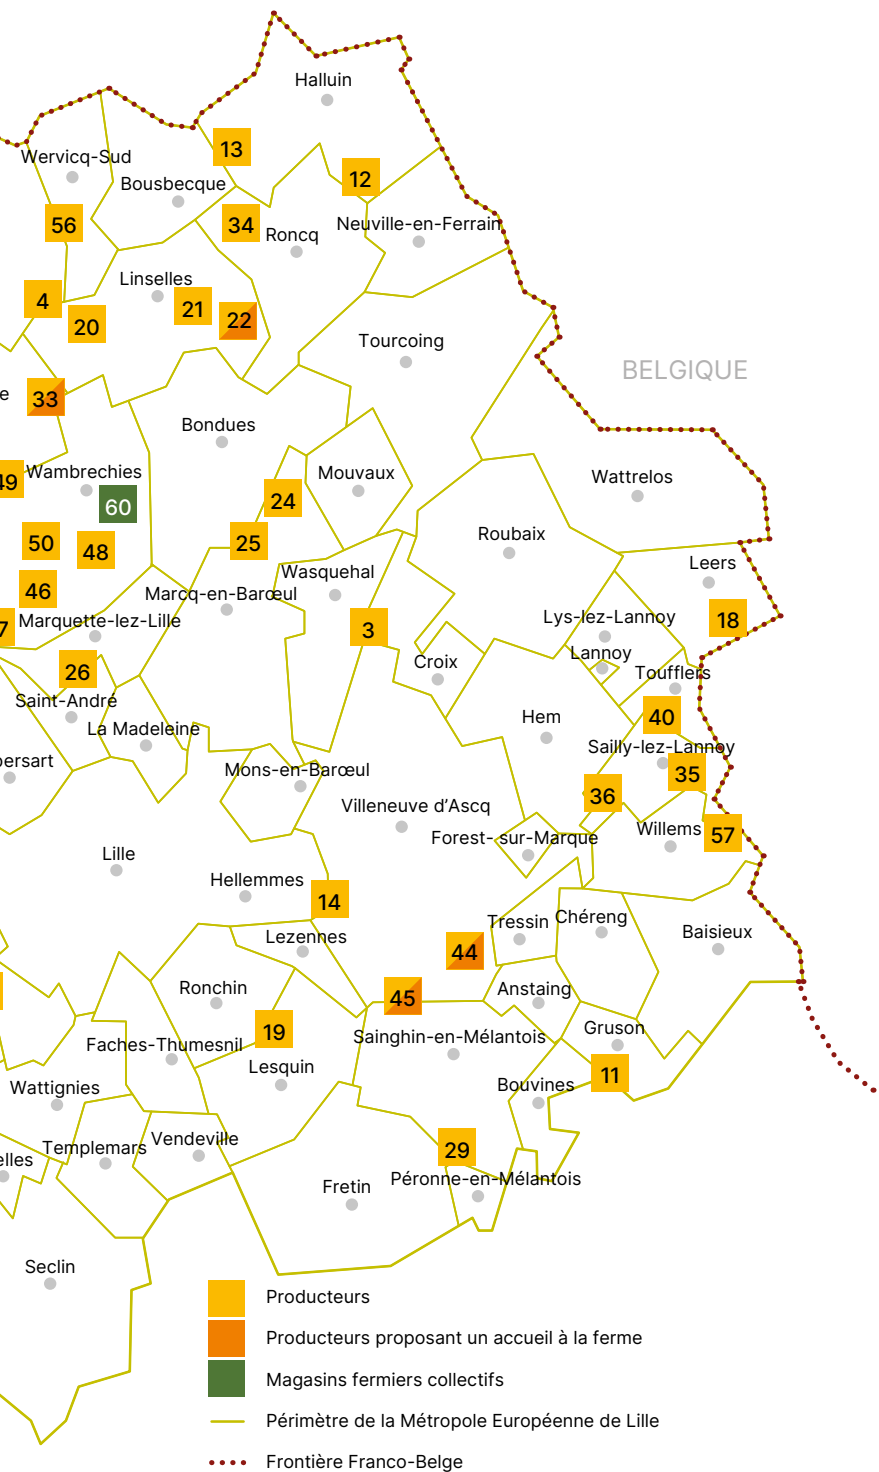 Halluin
13
Wervicq-Sud
12
Bousbecque
56
34
Roncq
Neuville-en-Ferrain
Linselles
4
20
21
22
Tourcoing
BELGIQUE
e
33
Bondues
49
Wambrechies
60
Mouvaux
24
Wattrelos
50
48
25
Roubaix
Wasquehal
Leers
46
Marcq-en-Barœul
7
Marquette-lez-Lille
3
Lys-lez-Lannoy
18
Lannoy
26
Croix
Toufflers
Saint-André
La Madeleine
Hem
40
Sailly-lez-Lannoy
ersart
Mons-en-Barœul
35
36
Villeneuve d’Ascq
Forest- sur-Marque
Willems
57
Lille
Hellemmes
14
Tressin
Chéreng
Lezennes
44
Baisieux
Ronchin
45
Anstaing
19
Faches-Thumesnil
Sainghin-en-Mélantois
Gruson
Lesquin
11
Wattignies
Bouvines
Templemars
Vendeville
29
elles
Fretin
Péronne-en-Mélantois
Seclin
Producteurs
Producteurs proposant un accueil à la ferme
Magasins fermiers collectifs
Périmètre de la Métropole Européenne de Lille
Frontière Franco-Belge